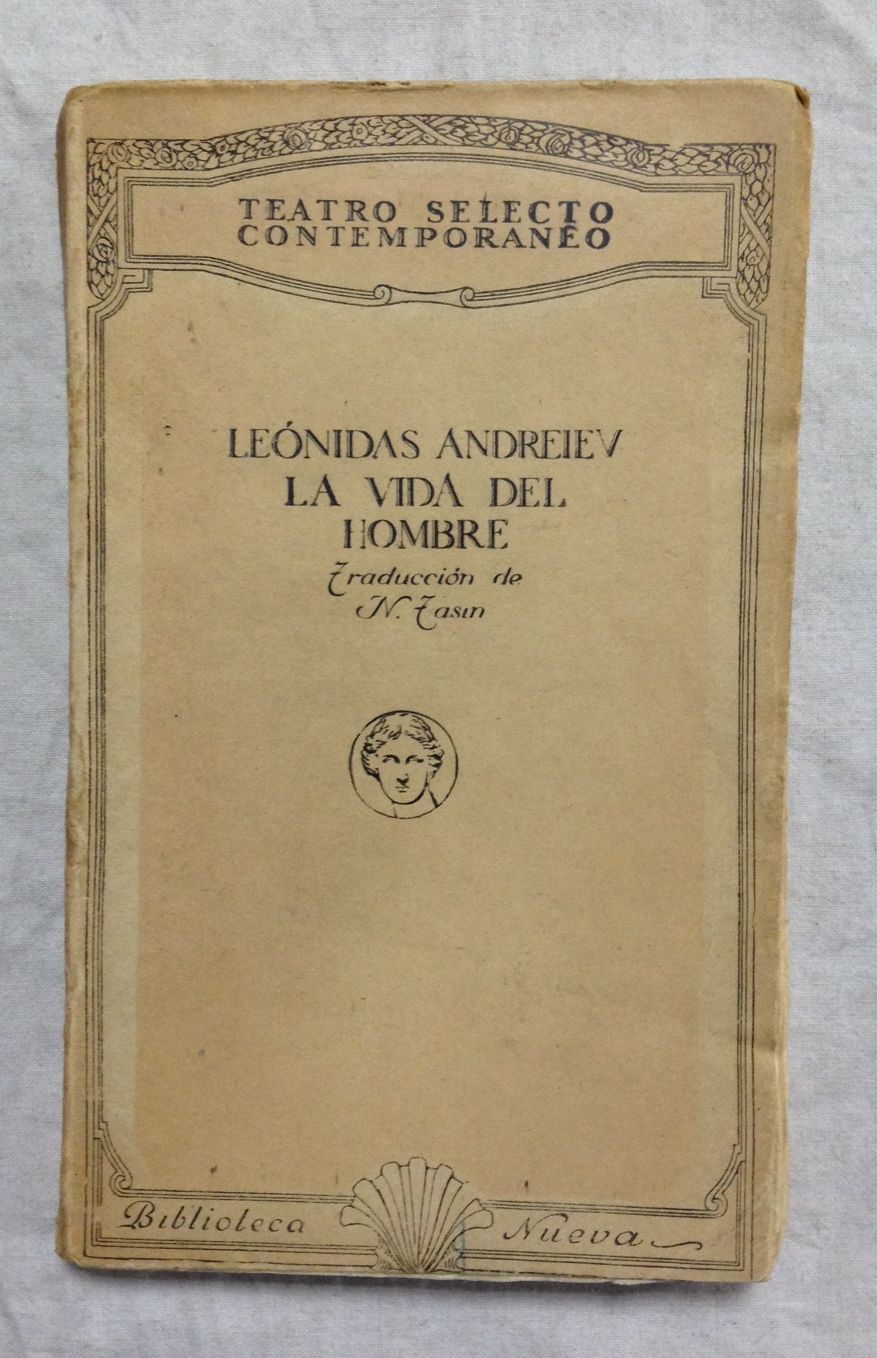 TEATRO SELECTO
CONTEMPORANEO
LEÓNIDAS ANDREIEV
LA VIDA DEL
HOMBRE
Traducción de
N. Tasin
Biblioteca Nueva